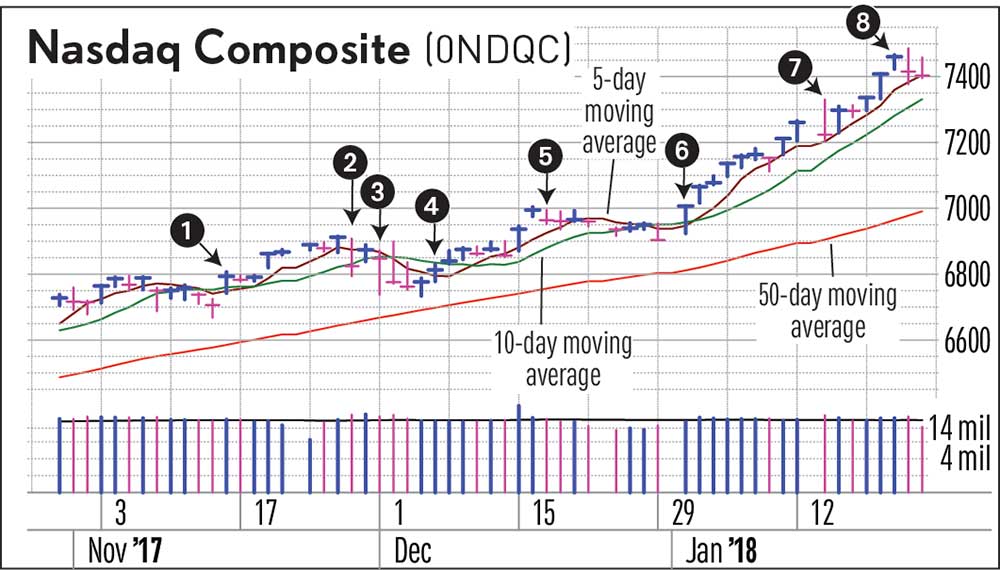 Nasdaq Composite (0NDQC)
8
7
7400
5-day
moving
average
7200
2
5
6
3
4
7000
1
6800
50-day moving
average
10-day moving
average
6600
14 mil
4 mil
3
17
1
15
29
12
Nov '17
Dec
Jan '18